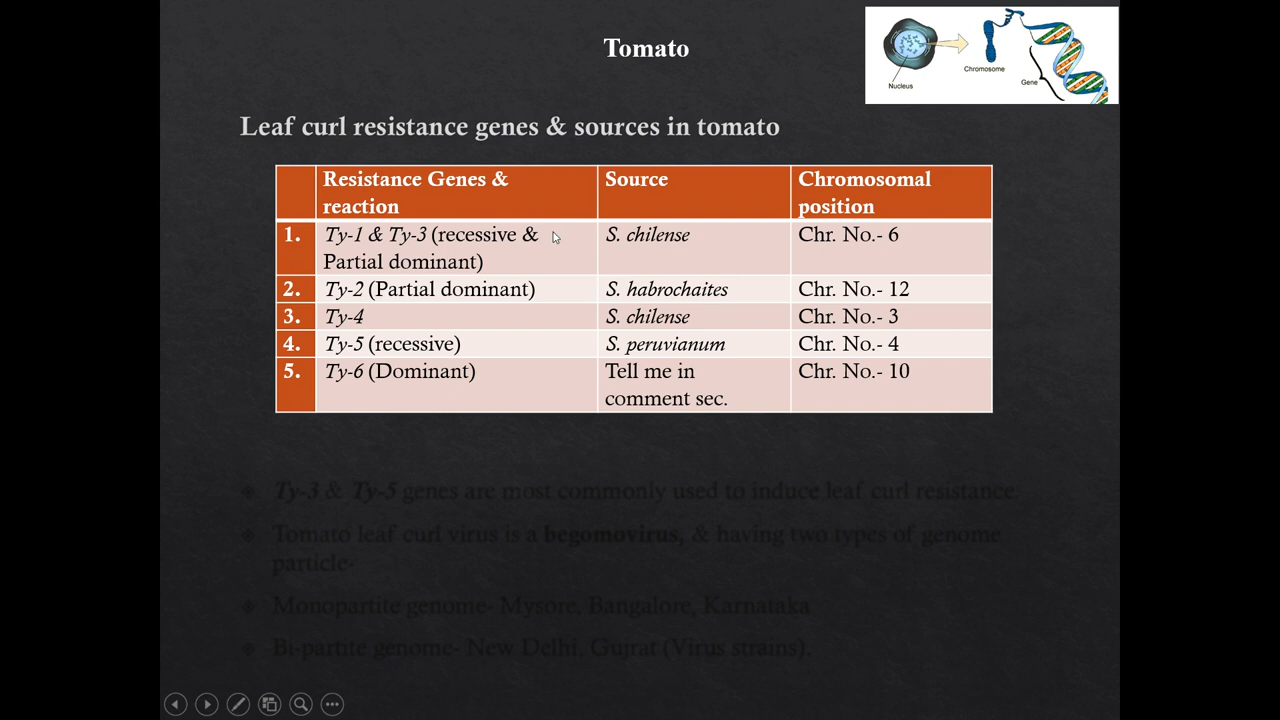 Tomato
Nucleus
Chromosome
Gene
Leaf curl resistance genes & sources in tomato
Resistance Genes & reaction Source Chromosomal position
1. Ty-1 & Ty-3 (recessive & Partial dominant) S. chilense Chr. No.- 6
2. Ty-2 (Partial dominant) S. habrochaites Chr. No.- 12
3. Ty-4 S. chilense Chr. No.- 3
4. Ty-5 (recessive) S. peruvianum Chr. No.- 4
5. Ty-6 (Dominant) Tell me in comment sec. Chr. No.- 10
Ty-3 & Ty-5 genes are most commonly used to induce leaf curl resistance.
Tomato leaf curl virus is a begomovirus, & having two types of genome
particle-
Monopartite genome- Mysore, Bangalore, Karnataka
Bi-partite genome- New Delhi, Gujrat (Virus strains).